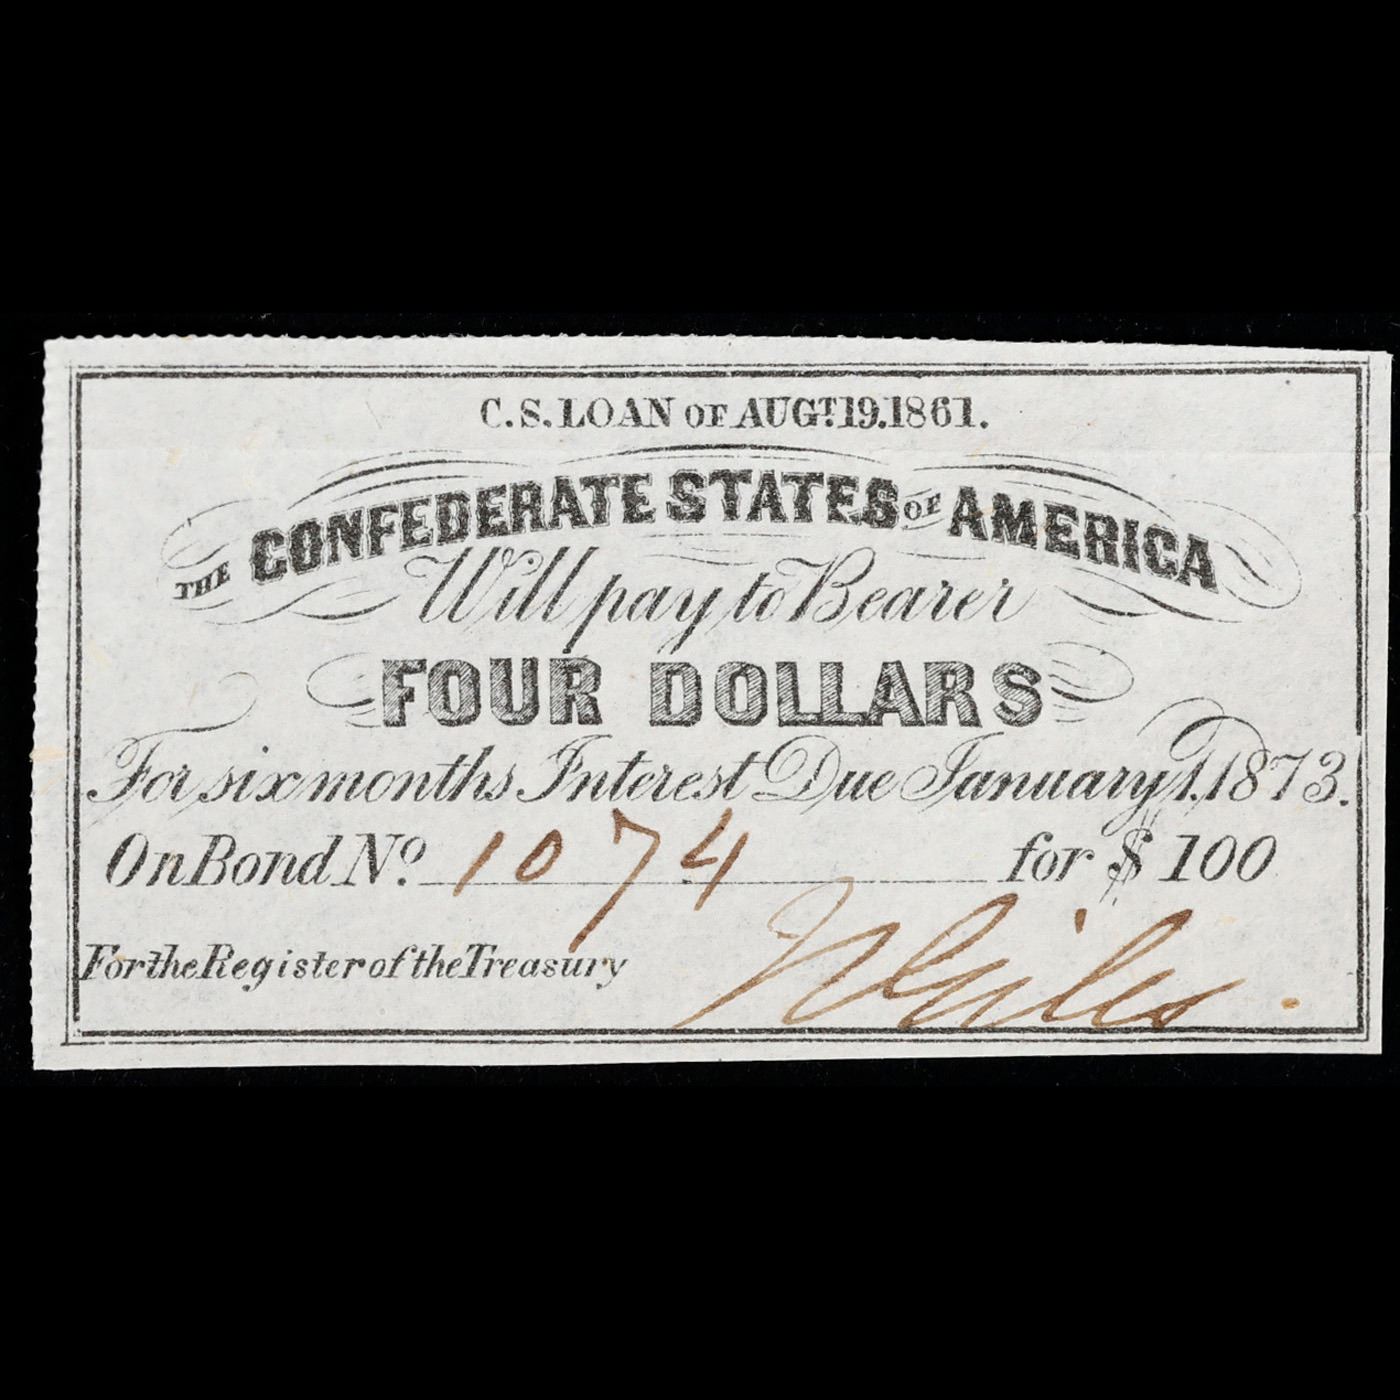 C.S. LOAN OF AUGT. 19. 1861.
THE CONFEDERATE STATES OF AMERICA
Will pay to Bearer
FOUR DOLLARS
For six months Interest Due January 1, 1873.
On Bond No. 1074 for $100
For the Register of the Treasury